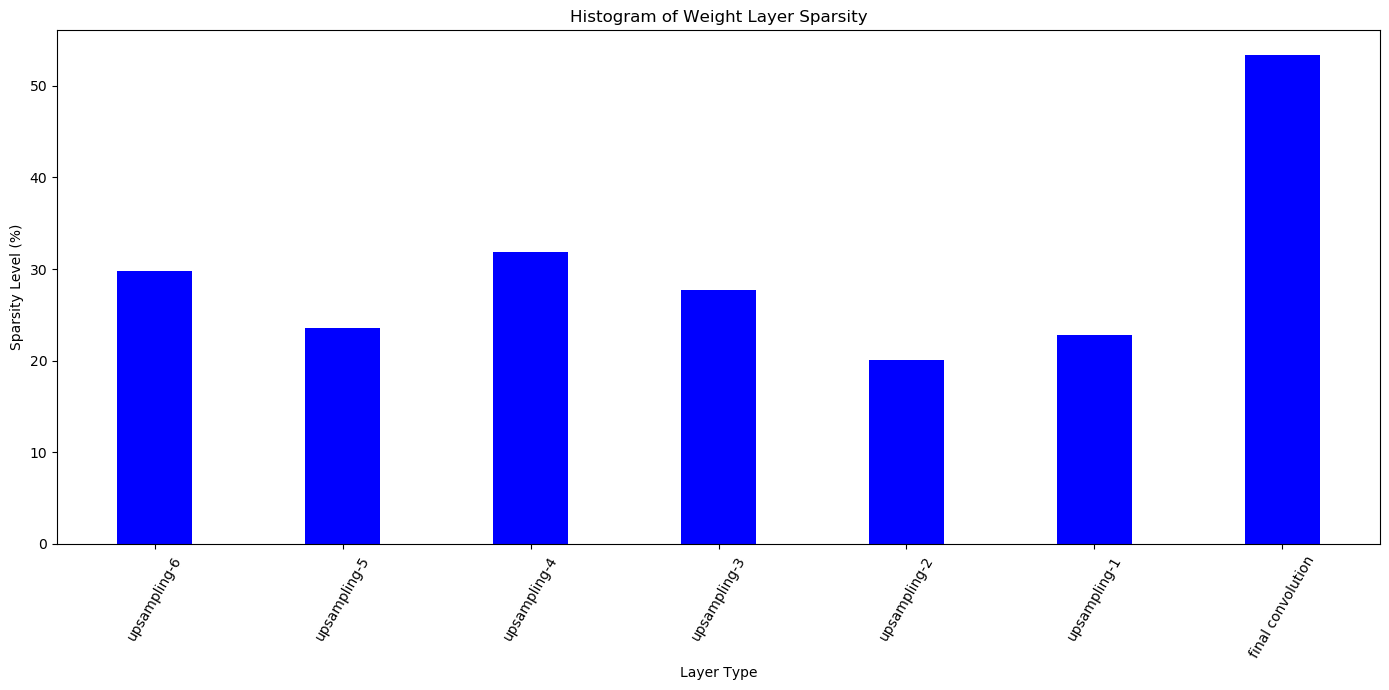 Histogram of Weight Layer Sparsity
Sparsity Level (%)
50
40
30
20
10
0
upsampling-6
upsampling-5
upsampling-4
upsampling-3
upsampling-2
upsampling-1
final convolution
Layer Type